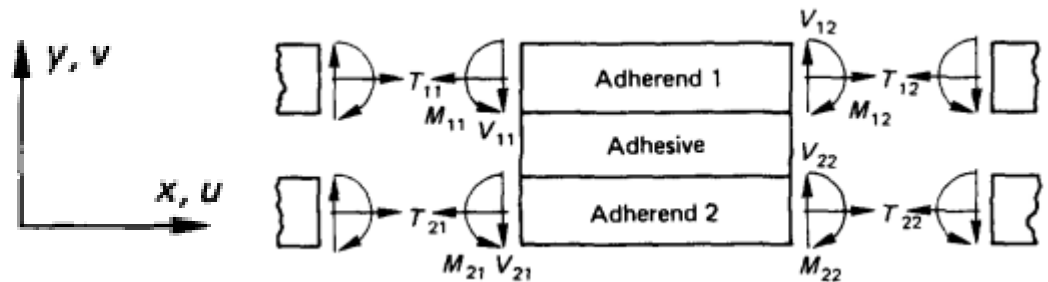 y, v
x, u
V12
T11
M11
V11
Adherend 1
T12
M12
Adhesive
V22
T21
M21
V21
Adherend 2
T22
M22